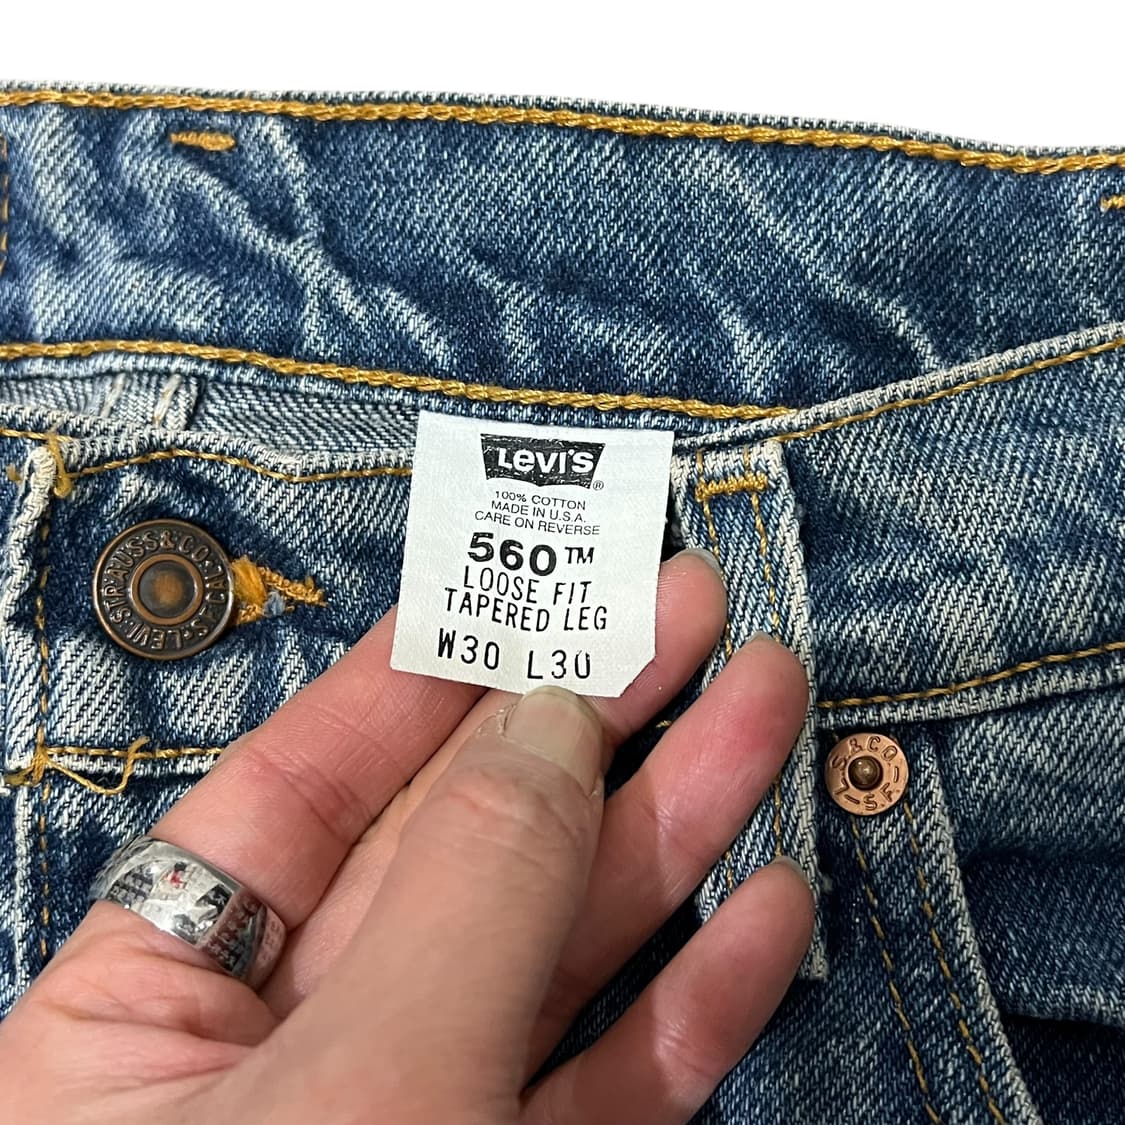 LEVI'S®
100% COTTON
MADE IN U.S.A.
CARE ON REVERSE
560™
LOOSE FIT
TAPERED LEG
W30 L30
LEVI STRAUSS & CO.
L.S.& CO.–S.F.–